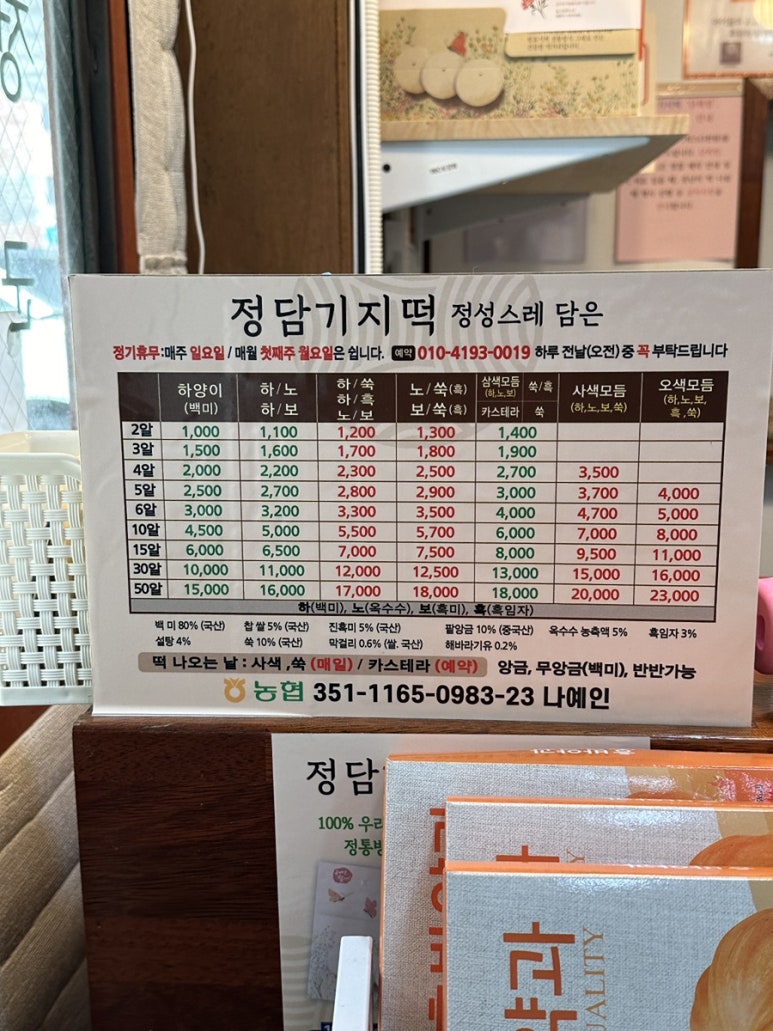 정담기지떡 정성스레 담은
정기휴무:매주 일요일 / 매월 첫째주 월요일은 쉽니다. 예약 010-4193-0019 하루 전날(오전) 중 꼭 부탁드립니다
하양이 (백미) 하/노 하/보 하/쑥 하/흑 노/보 노/쑥(흑) 보/쑥(흑) 삼색모듬 (하,노,보) 쑥/흑 카스테라 쑥 사색모듬 (하,노,보,쑥) 오색모듬 (하,노,보, 흑,쑥)
2알 1,000 1,100 1,200 1,300 1,400
3알 1,500 1,600 1,700 1,800 1,900
4알 2,000 2,200 2,300 2,500 2,700 3,500
5알 2,500 2,700 2,800 2,900 3,000 3,700 4,000
6알 3,000 3,200 3,300 3,500 4,000 4,700 5,000
10알 4,500 5,000 5,500 5,700 6,000 7,000 8,000
15알 6,000 6,500 7,000 7,500 8,000 9,500 11,000
30알 10,000 11,000 12,000 12,500 13,000 15,000 16,000
50알 15,000 16,000 17,000 18,000 18,000 20,000 23,000
하(백미), 노(옥수수), 보(흑미), 흑(흑임자)
백 미 80% (국산) 찹 쌀 5% (국산) 진흑미 5% (국산) 팥앙금 10% (중국산) 옥수수 농축액 5% 흑임자 3%
설탕 4% 쑥 10% (국산) 막걸리 0.6% (쌀. 국산) 해바라기유 0.2%
떡 나오는 날 : 사색 ,쑥 (매일) / 카스테라 (예약) 앙금, 무앙금(백미), 반반가능
농협 351-1165-0983-23 나예인
정담
100% 우리
정통방
약과
QUALITY